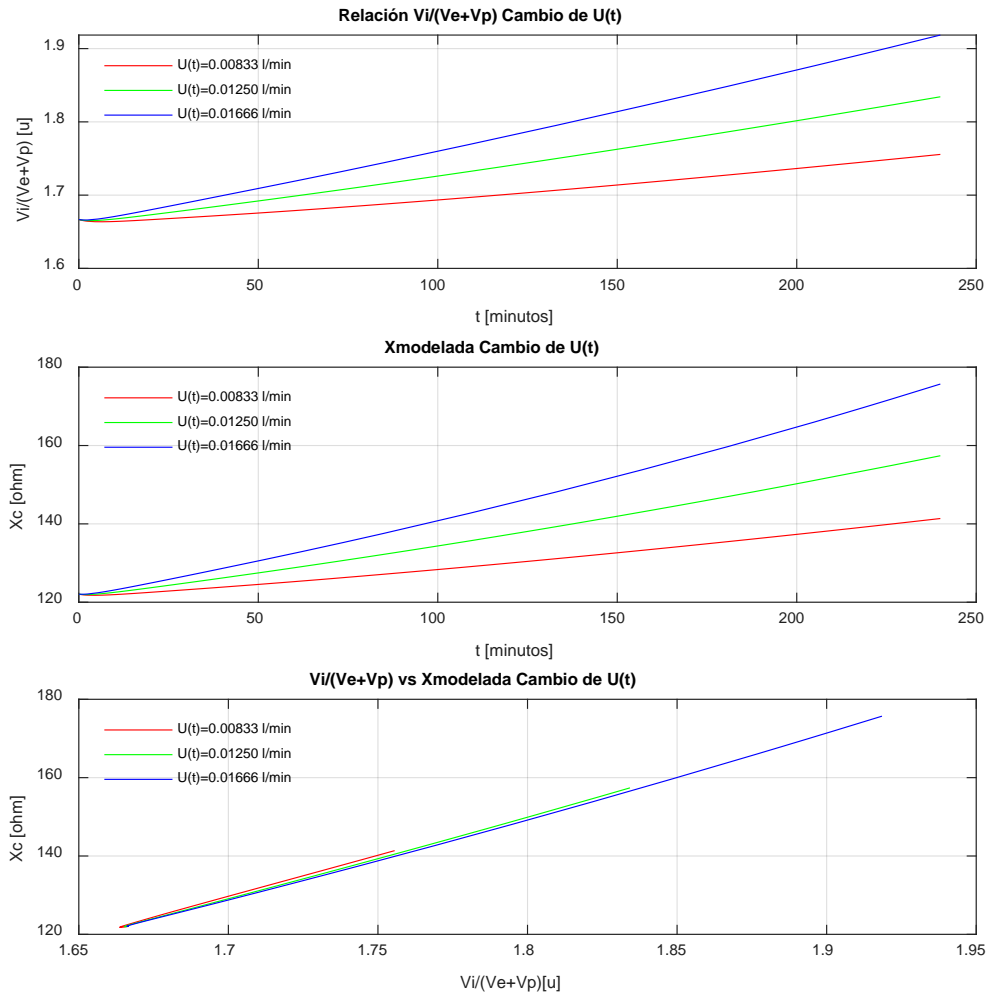 Relación Vi/(Ve+Vp) Cambio de U(t)
1.9
1.8
1.7
1.6
Vi/(Ve+Vp) [u]
U(t)=0.00833 l/min
U(t)=0.01250 l/min
U(t)=0.01666 l/min
0 50 100 150 200 250
t [minutos]
Xmodelada Cambio de U(t)
180
160
140
120
Xc [ohm]
U(t)=0.00833 l/min
U(t)=0.01250 l/min
U(t)=0.01666 l/min
0 50 100 150 200 250
t [minutos]
Vi/(Ve+Vp) vs Xmodelada Cambio de U(t)
180
160
140
120
Xc [ohm]
U(t)=0.00833 l/min
U(t)=0.01250 l/min
U(t)=0.01666 l/min
1.65 1.7 1.75 1.8 1.85 1.9 1.95
Vi/(Ve+Vp)[u]